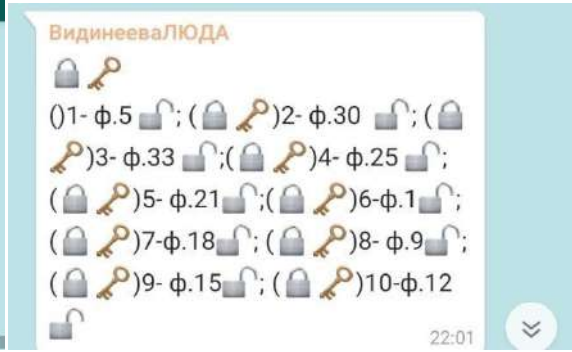 ВидинееваЛЮДА
🔒 🔑
()1- ф.5 🔓; (🔒 🔑)2- ф.30 🔓; (🔒
🔑)3- ф.33 🔓;(🔒 🔑)4- ф.25 🔓;
(🔒 🔑)5- ф.21🔓;(🔒 🔑)6-ф.1🔓;
(🔒 🔑)7-ф.18🔓; (🔒 🔑)8- ф.9🔓;
(🔒 🔑)9- ф.15🔓; (🔒 🔑)10-ф.12
🔓
22:01